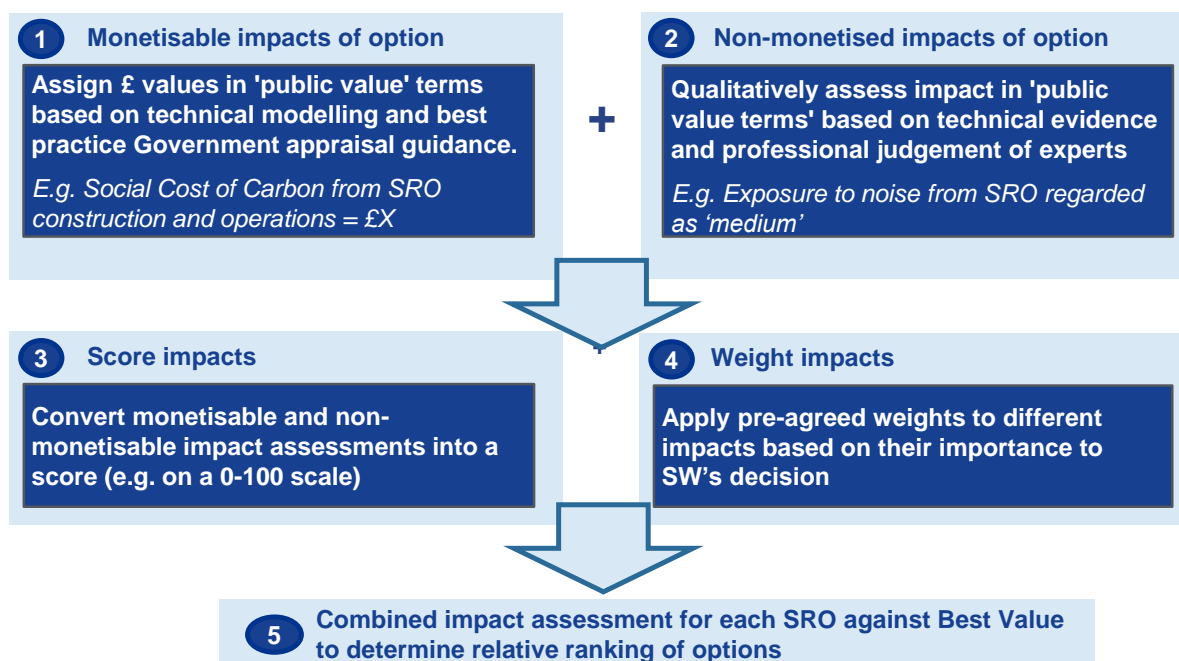 1 Monetisable impacts of option
Assign £ values in 'public value' terms
based on technical modelling and best
practice Government appraisal guidance.
E.g. Social Cost of Carbon from SRO
construction and operations = £X
+
2 Non-monetised impacts of option
Qualitatively assess impact in 'public
value terms' based on technical evidence
and professional judgement of experts
E.g. Exposure to noise from SRO regarded
as ‘medium’
3 Score impacts
Convert monetisable and non-
monetisable impact assessments into a
score (e.g. on a 0-100 scale)
4 Weight impacts
Apply pre-agreed weights to different
impacts based on their importance to
SW’s decision
5 Combined impact assessment for each SRO against Best Value
to determine relative ranking of options